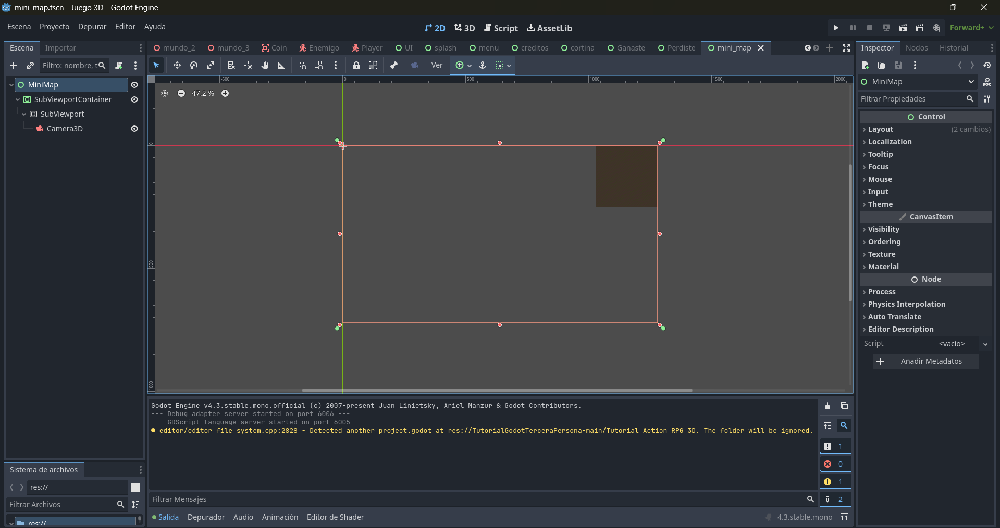 mini_map.tscn - Juego 3D - Godot Engine
Escena Proyecto Depurar Editor Ayuda
2D 3D Script AssetLib
Forward+
Escena Importar
mundo_2 mundo_3 Coin Enemigo Player UI splash menu creditos cortina Ganaste Perdiste mini_map
Inspector Nodos Historial
Filtro: nombre, t
Ver
MiniMap
SubViewportContainer
SubViewport
Camera3D
-500 0 500 1000 1500 2000
47.2 %
0
500
1000
MiniMap
Filtrar Propiedades
Control
Layout (2 cambios)
Localization
Tooltip
Focus
Mouse
Input
Theme
CanvasItem
Visibility
Ordering
Texture
Material
Node
Process
Physics Interpolation
Auto Translate
Editor Description
Script <vacío>
Añadir Metadatos
Godot Engine v4.3.stable.mono.official (c) 2007-present Juan Linietsky, Ariel Manzur & Godot Contributors.
--- Debug adapter server started on port 6006 ---
--- GDScript language server started on port 6005 ---
editor/editor_file_system.cpp:2828 - Detected another project.godot at res://TutorialGodotTerceraPersona-main/Tutorial Action RPG 3D. The folder will be ignored.
1
0
1
2
Filtrar Mensajes
Salida Depurador Audio Animación Editor de Shader
4.3.stable.mono
Sistema de archivos
res://
Filtrar Archivos
res://